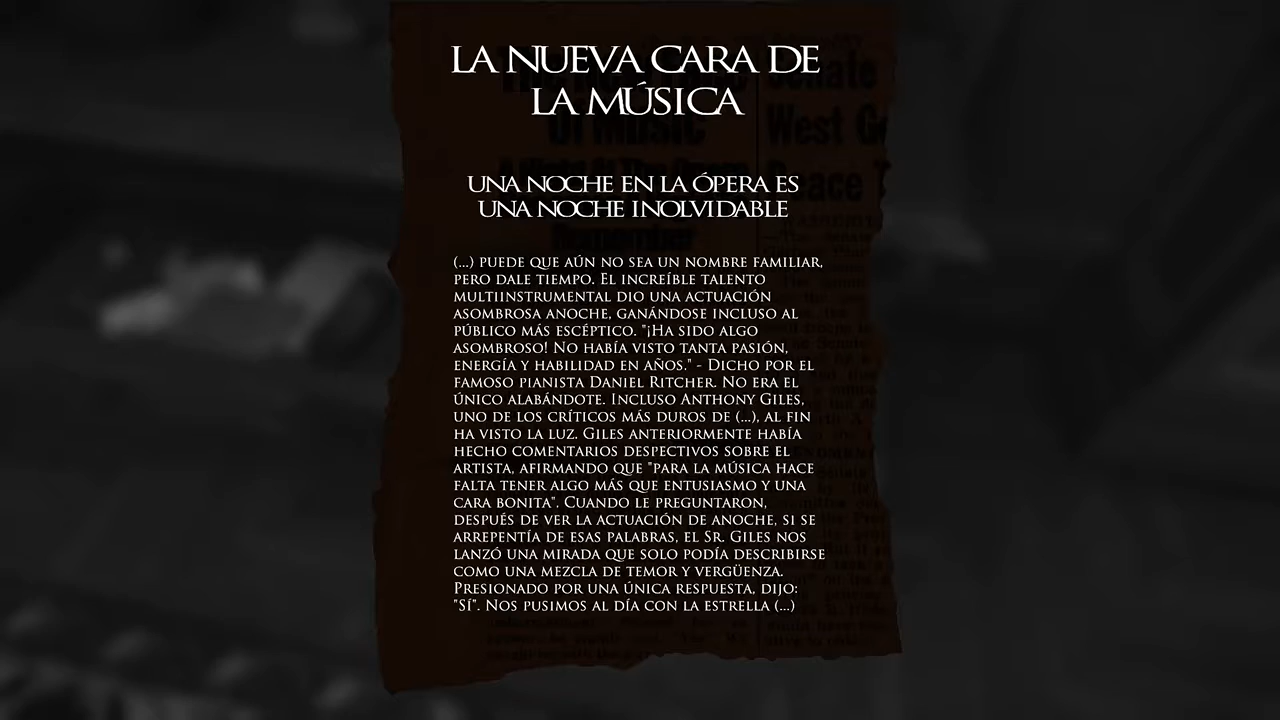 LA NUEVA CARA DE
LA MÚSICA
UNA NOCHE EN LA ÓPERA ES
UNA NOCHE INOLVIDABLE
(...) PUEDE QUE AÚN NO SEA UN NOMBRE FAMILIAR,
PERO DALE TIEMPO. EL INCREÍBLE TALENTO
MULTIINSTRUMENTAL DIO UNA ACTUACIÓN
ASOMBROSA ANOCHE, GANÁNDOSE INCLUSO AL
PÚBLICO MÁS ESCÉPTICO. "¡HA SIDO ALGO
ASOMBROSO! NO HABÍA VISTO TANTA PASIÓN,
ENERGÍA Y HABILIDAD EN AÑOS." - DICHO POR EL
FAMOSO PIANISTA DANIEL RITCHER. NO ERA EL
ÚNICO ALABÁNDOTE. INCLUSO ANTHONY GILES,
UNO DE LOS CRÍTICOS MÁS DUROS DE (...), AL FIN
HA VISTO LA LUZ. GILES ANTERIORMENTE HABÍA
HECHO COMENTARIOS DESPECTIVOS SOBRE EL
ARTISTA, AFIRMANDO QUE "PARA LA MÚSICA HACE
FALTA TENER ALGO MÁS QUE ENTUSIASMO Y UNA
CARA BONITA". CUANDO LE PREGUNTARON,
DESPUÉS DE VER LA ACTUACIÓN DE ANOCHE, SI SE
ARREPENTÍA DE ESAS PALABRAS, EL SR. GILES NOS
LANZÓ UNA MIRADA QUE SOLO PODÍA DESCRIBIRSE
COMO UNA MEZCLA DE TEMOR Y VERGÜENZA.
PRESIONADO POR UNA ÚNICA RESPUESTA, DIJO:
"SÍ". NOS PUSIMOS AL DÍA CON LA ESTRELLA (...)
Of Music
Senate
West
Peace